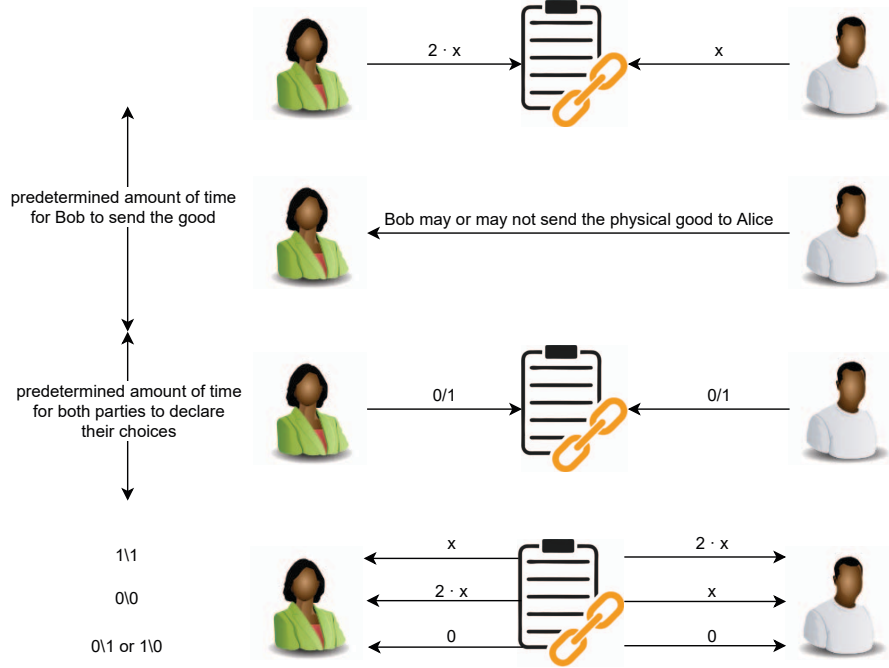 2 · x
x
predetermined amount of time
for Bob to send the good
Bob may or may not send the physical good to Alice
predetermined amount of time
for both parties to declare
their choices
0/1
0/1
1\1
x
2 · x
0\0
2 · x
x
0\1 or 1\0
0
0